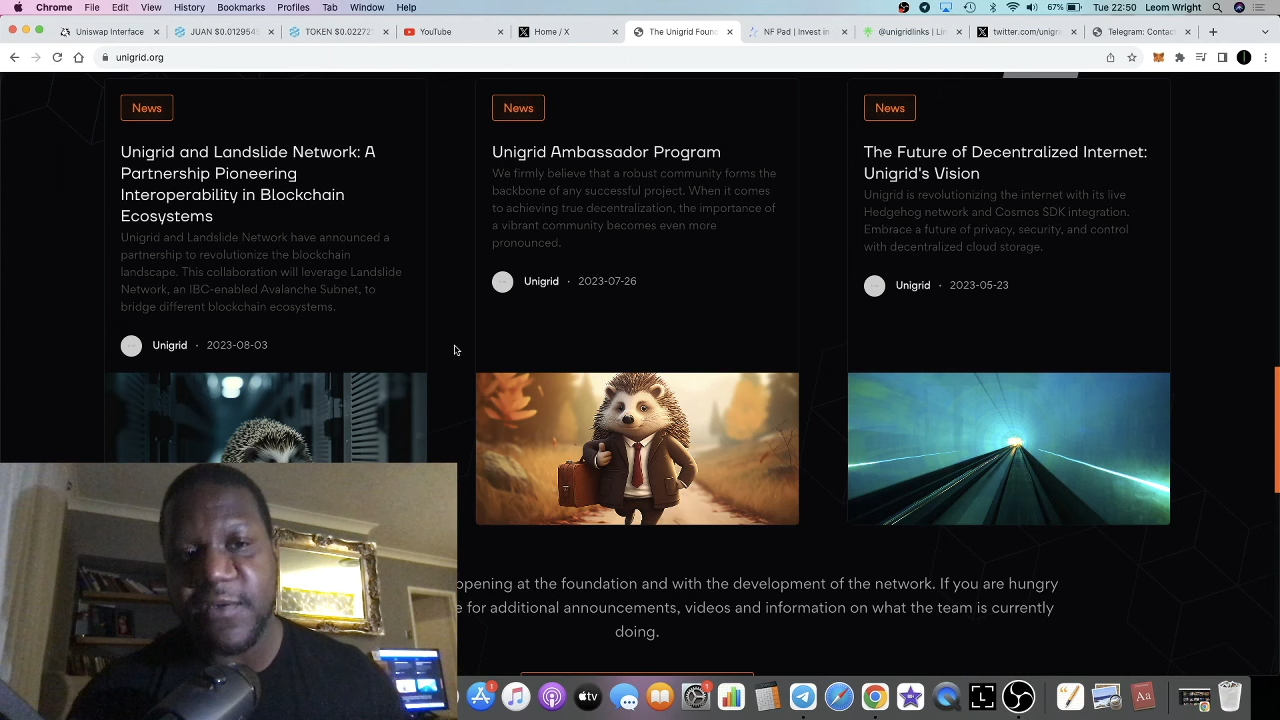 Chrome File Edit View History Bookmarks Profiles Tab Window Help 67% Tue 22:50 Leom Wright
Uniswap Interface JUAN $0.012954 TOKEN $0.02272 YouTube Home / X The Unigrid Foun NF Pad | Invest in @unigridlinks | Lin twitter.com/unigr Telegram: Contac
unigrid.org
News
Unigrid and Landslide Network: A
Partnership Pioneering
Interoperability in Blockchain
Ecosystems
Unigrid and Landslide Network have announced a
partnership to revolutionize the blockchain
landscape. This collaboration will leverage Landslide
Network, an IBC-enabled Avalanche Subnet, to
bridge different blockchain ecosystems.
Unigrid · 2023-08-03
News
Unigrid Ambassador Program
We firmly believe that a robust community forms the
backbone of any successful project. When it comes
to achieving true decentralization, the importance of
a vibrant community becomes even more
pronounced.
Unigrid · 2023-07-26
News
The Future of Decentralized Internet:
Unigrid's Vision
Unigrid is revolutionizing the internet with its live
Hedgehog network and Cosmos SDK integration.
Embrace a future of privacy, security, and control
with decentralized cloud storage.
Unigrid · 2023-05-23
opening at the foundation and with the development of the network. If you are hungry
e for additional announcements, videos and information on what the team is currently
doing.
1 tv 1 Aa